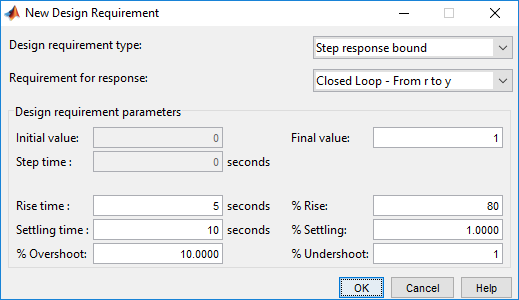 New Design Requirement
Design requirement type: Step response bound
Requirement for response: Closed Loop - From r to y
Design requirement parameters
Initial value: 0 Final value: 1
Step time : 0 seconds
Rise time : 5 seconds % Rise: 80
Settling time : 10 seconds % Settling: 1.0000
% Overshoot: 10.0000 % Undershoot: 1
OK Cancel Help